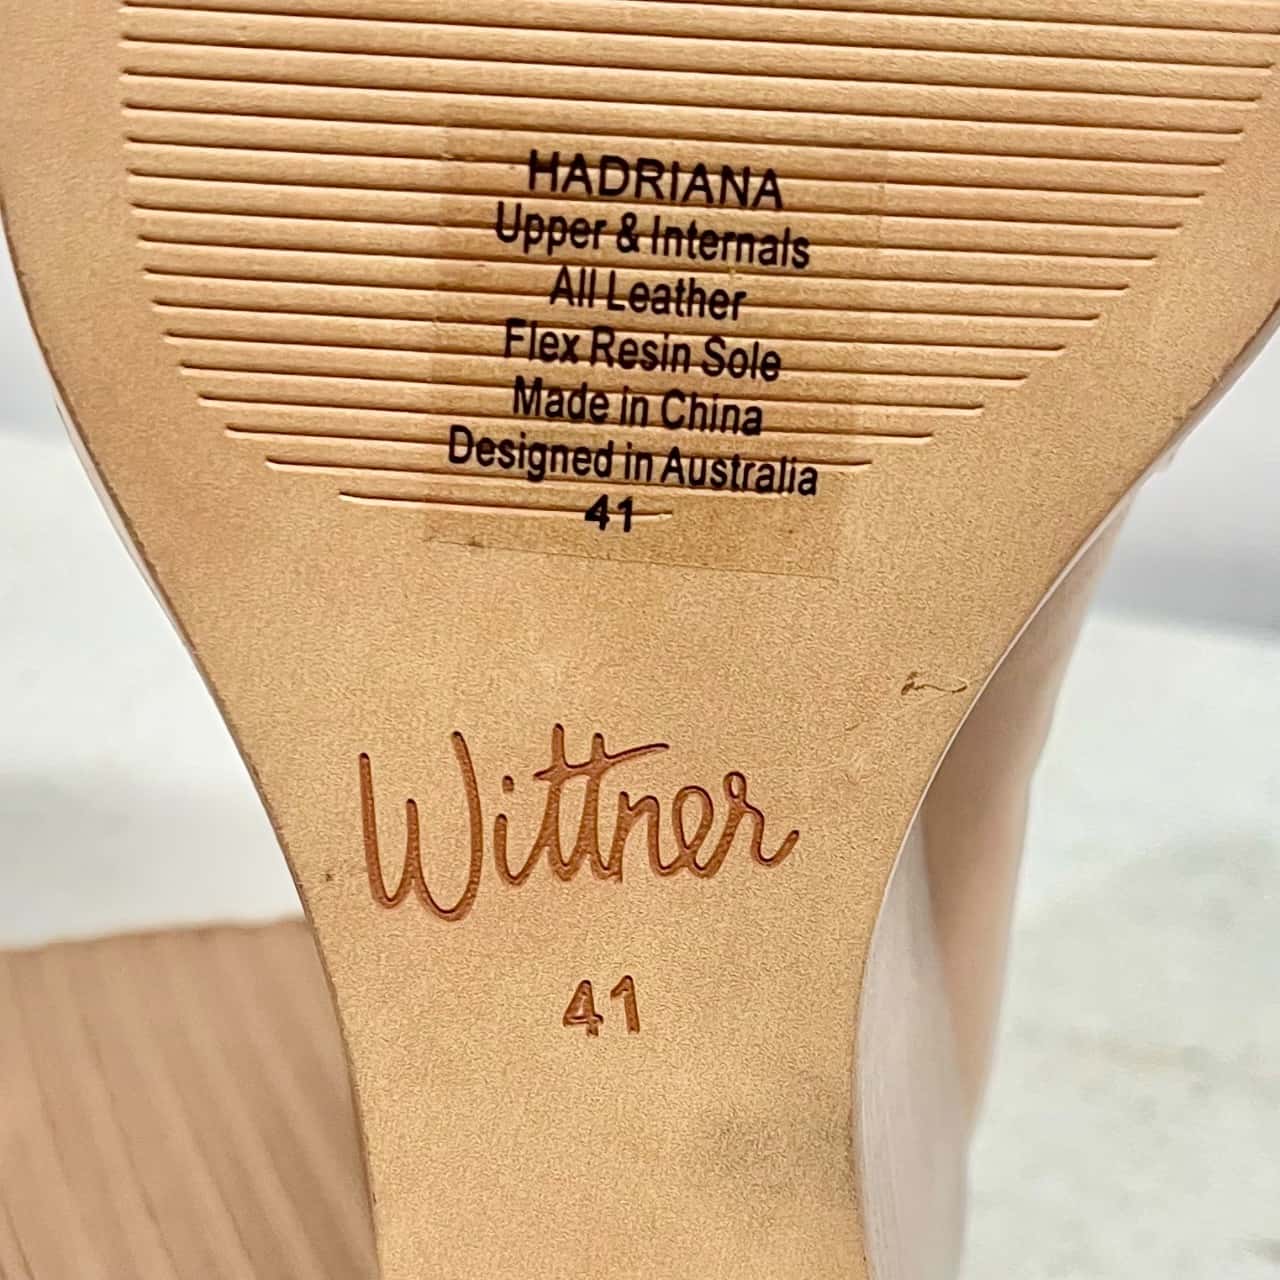 HADRIANA
Upper & Internals
All Leather
Flex Resin Sole
Made in China
Designed in Australia
41
Wittner
41